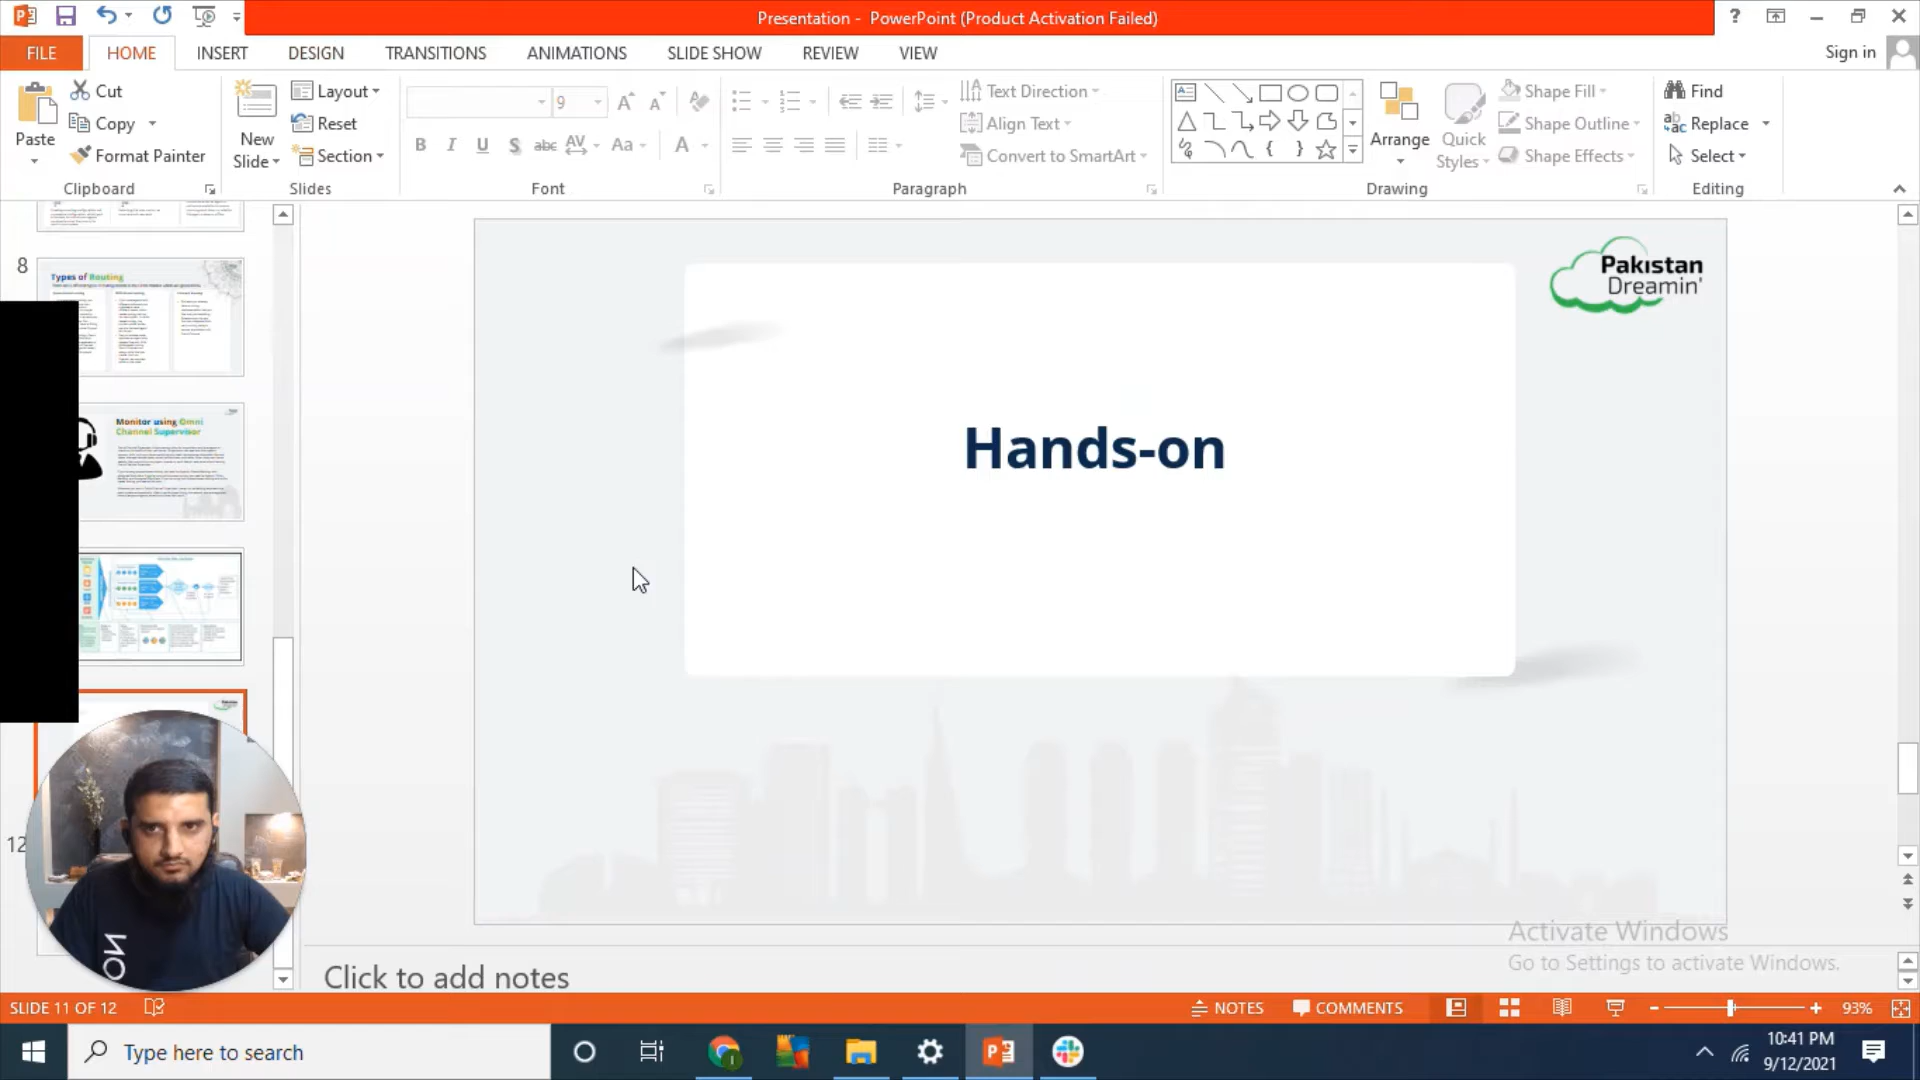 Presentation - PowerPoint (Product Activation Failed)
?
FILE
HOME
INSERT
DESIGN
TRANSITIONS
ANIMATIONS
SLIDE SHOW
REVIEW
VIEW
Sign in
Paste
Cut
Copy
Format Painter
Clipboard
New
Slide
Layout
Reset
Section
Slides
9
B I U S abc AV Aa A
Font
Text Direction
Align Text
Convert to SmartArt
Paragraph
Arrange
Quick
Styles
Shape Fill
Shape Outline
Shape Effects
Drawing
Find
Replace
Select
Editing
8
Types of Routing
Monitor using Omni
Channel Supervisor
12
Pakistan
Dreamin'
Hands-on
NO
Activate Windows
Go to Settings to activate Windows.
Click to add notes
SLIDE 11 OF 12
NOTES
COMMENTS
93%
Type here to search
10:41 PM
9/12/2021